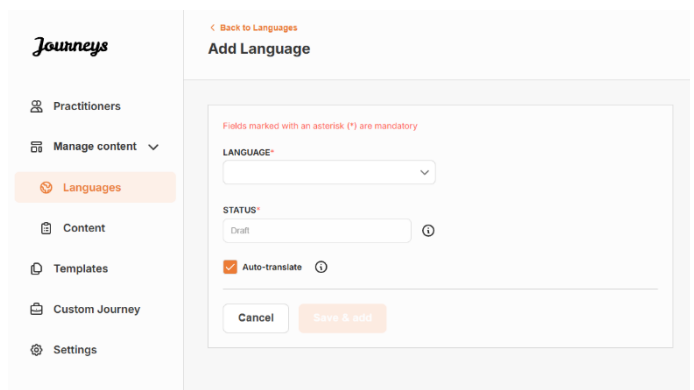 Journeys
Practitioners
Manage content
Languages
Content
Templates
Custom Journey
Settings
< Back to Languages
Add Language
Fields marked with an asterisk (*) are mandatory
LANGUAGE*
STATUS*
Draft
Auto-translate
Cancel
Save & add